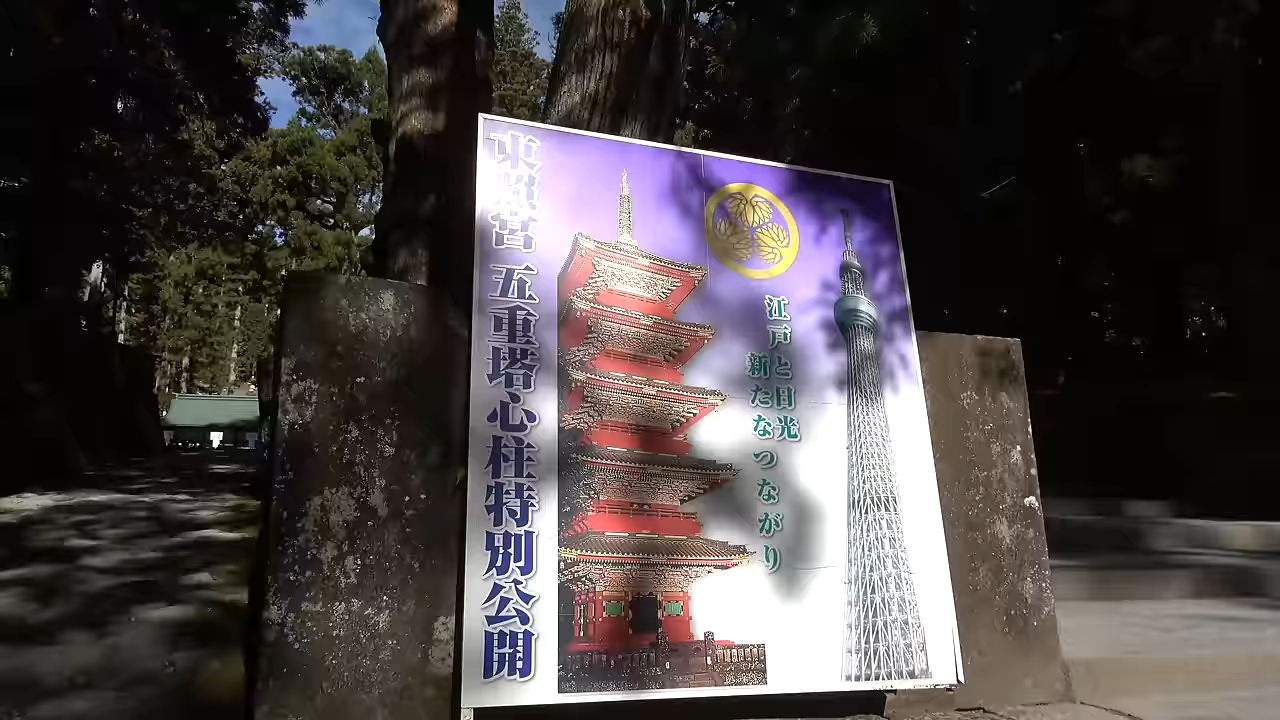 東照宮 五重塔心柱特別公開
江戸と日光
新たなつながり